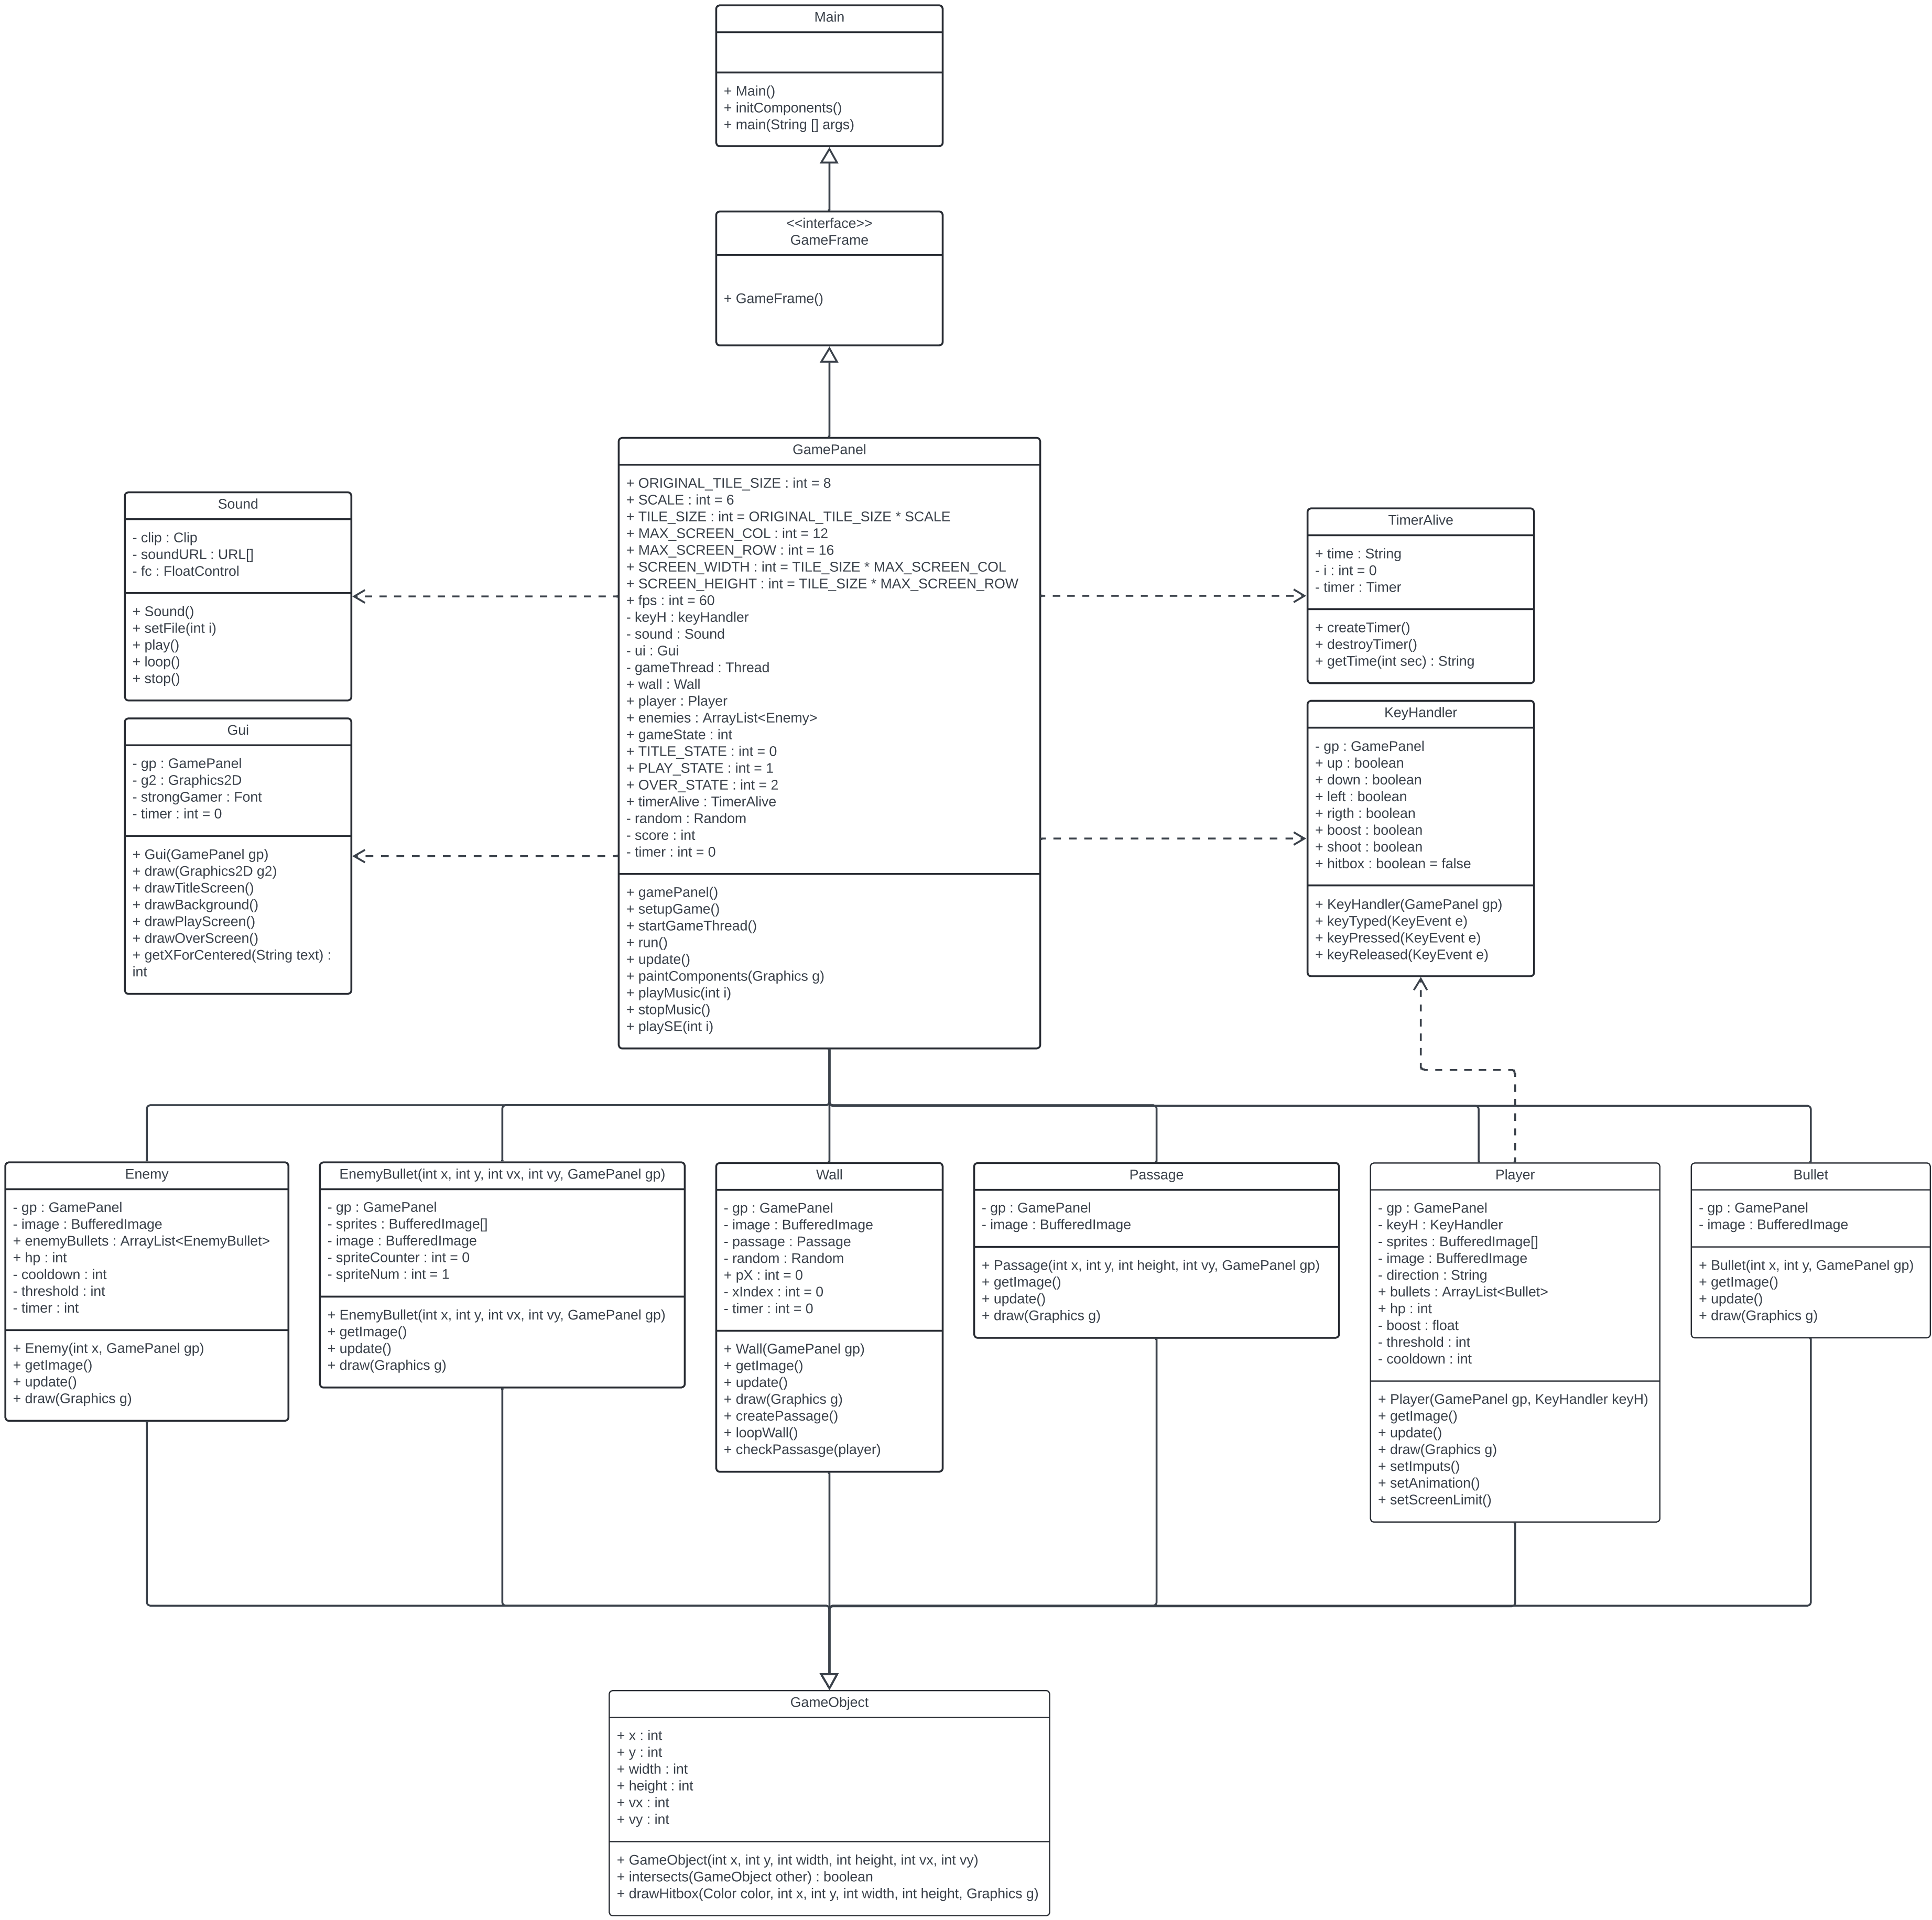 Main
+ Main()
+ initComponents()
+ main(String [] args)
<<interface>>
GameFrame
+ GameFrame()
GamePanel
+ ORIGINAL_TILE_SIZE : int = 8
+ SCALE : int = 6
+ TILE_SIZE : int = ORIGINAL_TILE_SIZE * SCALE
+ MAX_SCREEN_COL : int = 12
+ MAX_SCREEN_ROW : int = 16
+ SCREEN_WIDTH : int = TILE_SIZE * MAX_SCREEN_COL
+ SCREEN_HEIGHT : int = TILE_SIZE * MAX_SCREEN_ROW
+ fps : int = 60
- keyH : keyHandler
- sound : Sound
- ui : Gui
- gameThread : Thread
+ wall : Wall
+ player : Player
+ enemies : ArrayList<Enemy>
+ gameState : int
+ TITLE_STATE : int = 0
+ PLAY_STATE : int = 1
+ OVER_STATE : int = 2
+ timerAlive : TimerAlive
- random : Random
- score : int
- timer : int = 0
+ gamePanel()
+ setupGame()
+ startGameThread()
+ run()
+ update()
+ paintComponents(Graphics g)
+ playMusic(int i)
+ stopMusic()
+ playSE(int i)
Sound
- clip : Clip
- soundURL : URL[]
- fc : FloatControl
+ Sound()
+ setFile(int i)
+ play()
+ loop()
+ stop()
Gui
- gp : GamePanel
- g2 : Graphics2D
- strongGamer : Font
- timer : int = 0
+ Gui(GamePanel gp)
+ draw(Graphics2D g2)
+ drawTitleScreen()
+ drawBackground()
+ drawPlayScreen()
+ drawOverScreen()
+ getXForCentered(String text) :
int
TimerAlive
+ time : String
- i : int = 0
- timer : Timer
+ createTimer()
+ destroyTimer()
+ getTime(int sec) : String
KeyHandler
- gp : GamePanel
+ up : boolean
+ down : boolean
+ left : boolean
+ rigth : boolean
+ boost : boolean
+ shoot : boolean
+ hitbox : boolean = false
+ KeyHandler(GamePanel gp)
+ keyTyped(KeyEvent e)
+ keyPressed(KeyEvent e)
+ keyReleased(KeyEvent e)
Enemy
- gp : GamePanel
- image : BufferedImage
+ enemyBullets : ArrayList<EnemyBullet>
+ hp : int
- cooldown : int
- threshold : int
- timer : int
+ Enemy(int x, GamePanel gp)
+ getImage()
+ update()
+ draw(Graphics g)
EnemyBullet(int x, int y, int vx, int vy, GamePanel gp)
- gp : GamePanel
- sprites : BufferedImage[]
- image : BufferedImage
- spriteCounter : int = 0
- spriteNum : int = 1
+ EnemyBullet(int x, int y, int vx, int vy, GamePanel gp)
+ getImage()
+ update()
+ draw(Graphics g)
Wall
- gp : GamePanel
- image : BufferedImage
- passage : Passage
- random : Random
+ pX : int = 0
- xIndex : int = 0
- timer : int = 0
+ Wall(GamePanel gp)
+ getImage()
+ update()
+ draw(Graphics g)
+ createPassage()
+ loopWall()
+ checkPassasge(player)
Passage
- gp : GamePanel
- image : BufferedImage
+ Passage(int x, int y, int height, int vy, GamePanel gp)
+ getImage()
+ update()
+ draw(Graphics g)
Player
- gp : GamePanel
- keyH : KeyHandler
- sprites : BufferedImage[]
- image : BufferedImage
- direction : String
+ bullets : ArrayList<Bullet>
+ hp : int
- boost : float
- threshold : int
- cooldown : int
+ Player(GamePanel gp, KeyHandler keyH)
+ getImage()
+ update()
+ draw(Graphics g)
+ setImputs()
+ setAnimation()
+ setScreenLimit()
Bullet
- gp : GamePanel
- image : BufferedImage
+ Bullet(int x, int y, GamePanel gp)
+ getImage()
+ update()
+ draw(Graphics g)
GameObject
+ x : int
+ y : int
+ width : int
+ height : int
+ vx : int
+ vy : int
+ GameObject(int x, int y, int width, int height, int vx, int vy)
+ intersects(GameObject other) : boolean
+ drawHitbox(Color color, int x, int y, int width, int height, Graphics g)